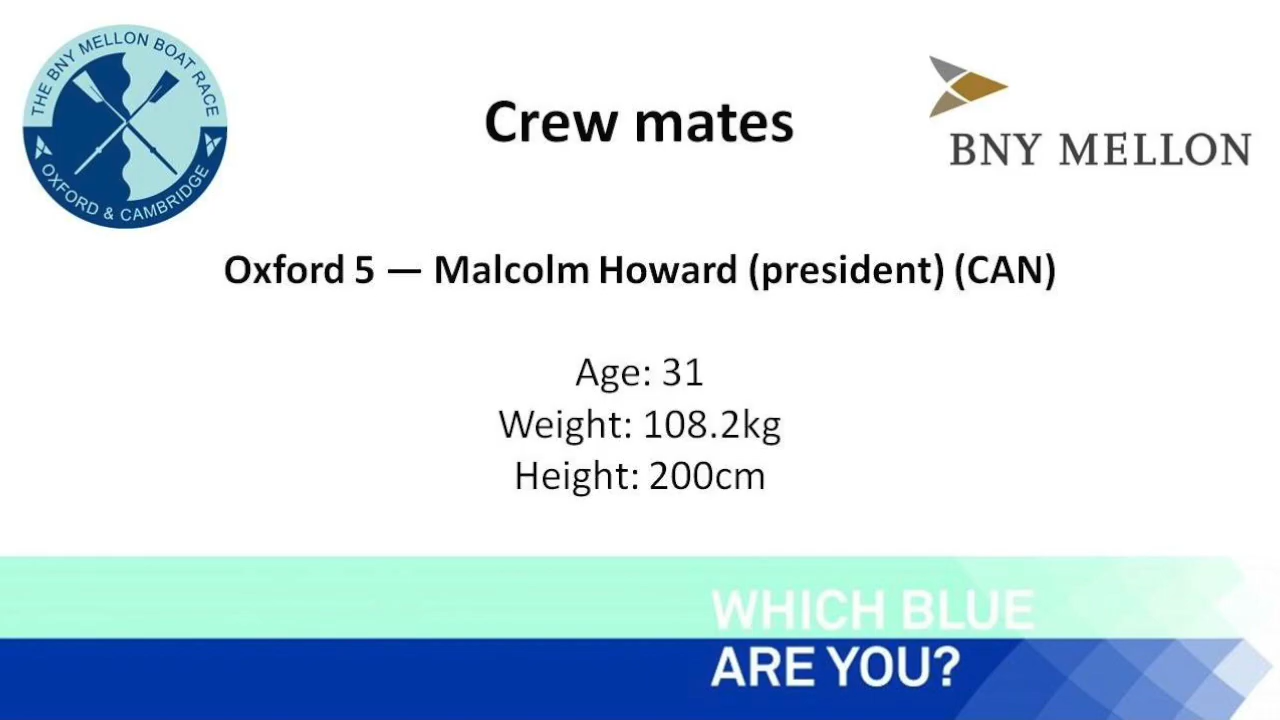 THE BNY MELLON BOAT RACE
OXFORD & CAMBRIDGE
Crew mates
BNY MELLON
Oxford 5 — Malcolm Howard (president) (CAN)
Age: 31
Weight: 108.2kg
Height: 200cm
WHICH BLUE
ARE YOU?